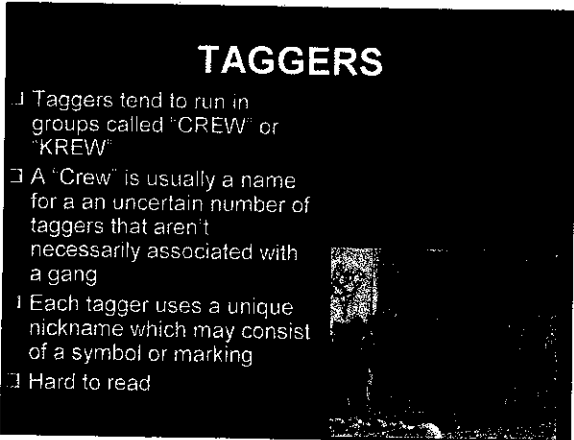 TAGGERS
Taggers tend to run in
groups called "CREW" or
"KREW"
A "Crew" is usually a name
for a an uncertain number of
taggers that aren't
necessarily associated with
a gang
Each tagger uses a unique
nickname which may consist
of a symbol or marking
Hard to read